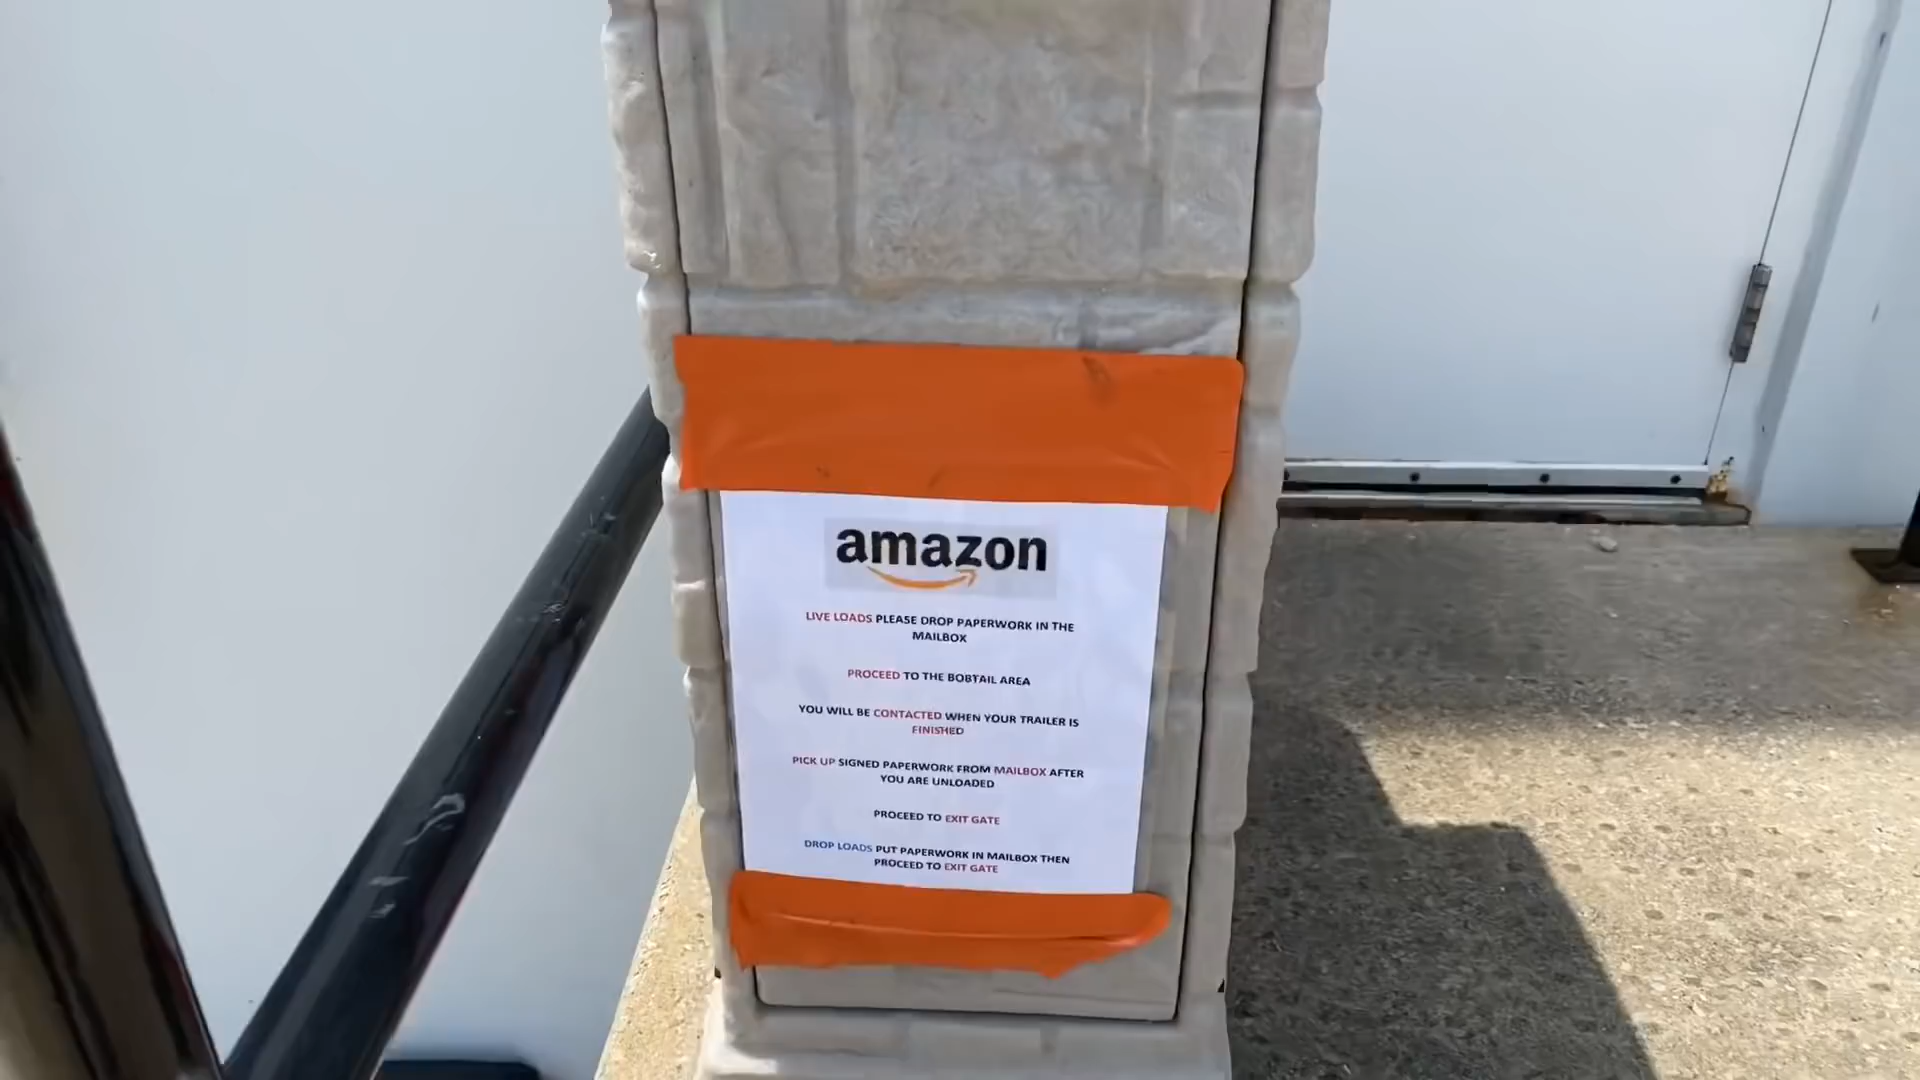 amazon
LIVE LOADS PLEASE DROP PAPERWORK IN THE
MAILBOX
PROCEED TO THE BOBTAIL AREA
YOU WILL BE CONTACTED WHEN YOUR TRAILER IS
FINISHED
PICK UP SIGNED PAPERWORK FROM MAILBOX AFTER
YOU ARE UNLOADED
PROCEED TO EXIT GATE
DROP LOADS PUT PAPERWORK IN MAILBOX THEN
PROCEED TO EXIT GATE